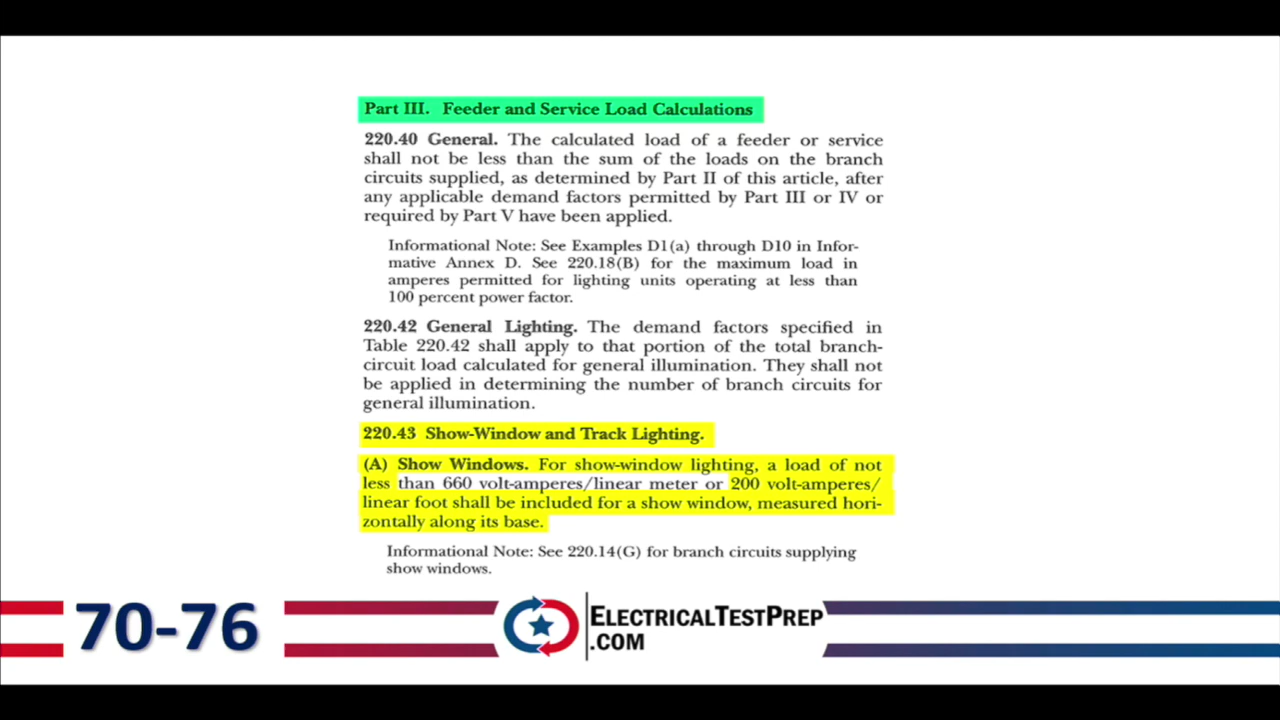 Part III. Feeder and Service Load Calculations
220.40 General. The calculated load of a feeder or service
shall not be less than the sum of the loads on the branch
circuits supplied, as determined by Part II of this article, after
any applicable demand factors permitted by Part III or IV or
required by Part V have been applied.
Informational Note: See Examples D1(a) through D10 in Infor-
mative Annex D. See 220.18(B) for the maximum load in
amperes permitted for lighting units operating at less than
100 percent power factor.
220.42 General Lighting. The demand factors specified in
Table 220.42 shall apply to that portion of the total branch-
circuit load calculated for general illumination. They shall not
be applied in determining the number of branch circuits for
general illumination.
220.43 Show-Window and Track Lighting.
(A) Show Windows. For show-window lighting, a load of not
less than 660 volt-amperes/linear meter or 200 volt-amperes/
linear foot shall be included for a show window, measured hori-
zontally along its base.
Informational Note: See 220.14(G) for branch circuits supplying
show windows.
70-76
ELECTRICALTESTPREP
.COM